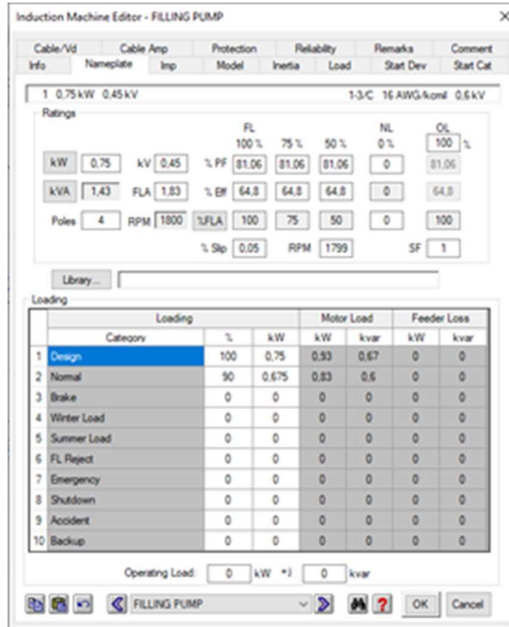 Induction Machine Editor - FILLING PUMP
Cable/Vd Cable Amp Protection Reliability Remarks Comment
Info Nameplate Imp Model Inertia Load Start Dev Start Cat
1 0,75 kW 0,45 kV 1-3/C 16 AWG/kcmil 0,6 kV
Ratings
FL NL OL
100 % 75 % 50 % 0 % 100 %
kW 0,75 kV 0,45 % PF 81,06 81,06 81,06 0 81,06
kVA 1,43 FLA 1,83 % Eff 64,8 64,8 64,8 0 64,8
Poles 4 RPM 1800 %FLA 100 75 50 0 100
% Slip 0,05 RPM 1799 SF 1
Library...
Loading
Loading Motor Load Feeder Loss
Category % kW kW kvar kW kvar
1 Design 100 0,75 0,93 0,67 0 0
2 Normal 90 0,675 0,83 0,6 0 0
3 Brake 0 0 0 0 0 0
4 Winter Load 0 0 0 0 0 0
5 Summer Load 0 0 0 0 0 0
6 FL Reject 0 0 0 0 0 0
7 Emergency 0 0 0 0 0 0
8 Shutdown 0 0 0 0 0 0
9 Accident 0 0 0 0 0 0
10 Backup 0 0 0 0 0 0
Operating Load: 0 kW +j 0 kvar
FILLING PUMP ? OK Cancel